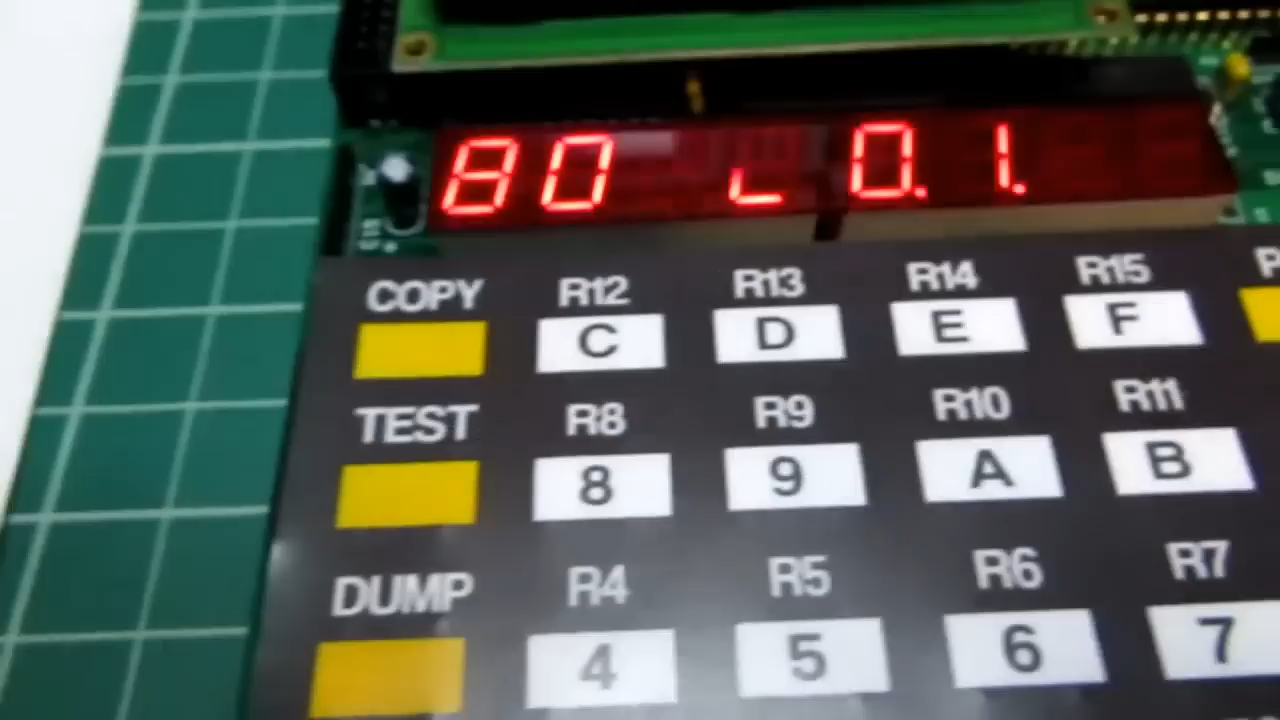 80 0.1.
COPY R12 R13 R14 R15
C D E F
TEST R8 R9 R10 R11
8 9 A B
DUMP R4 R5 R6 R7
4 5 6 7